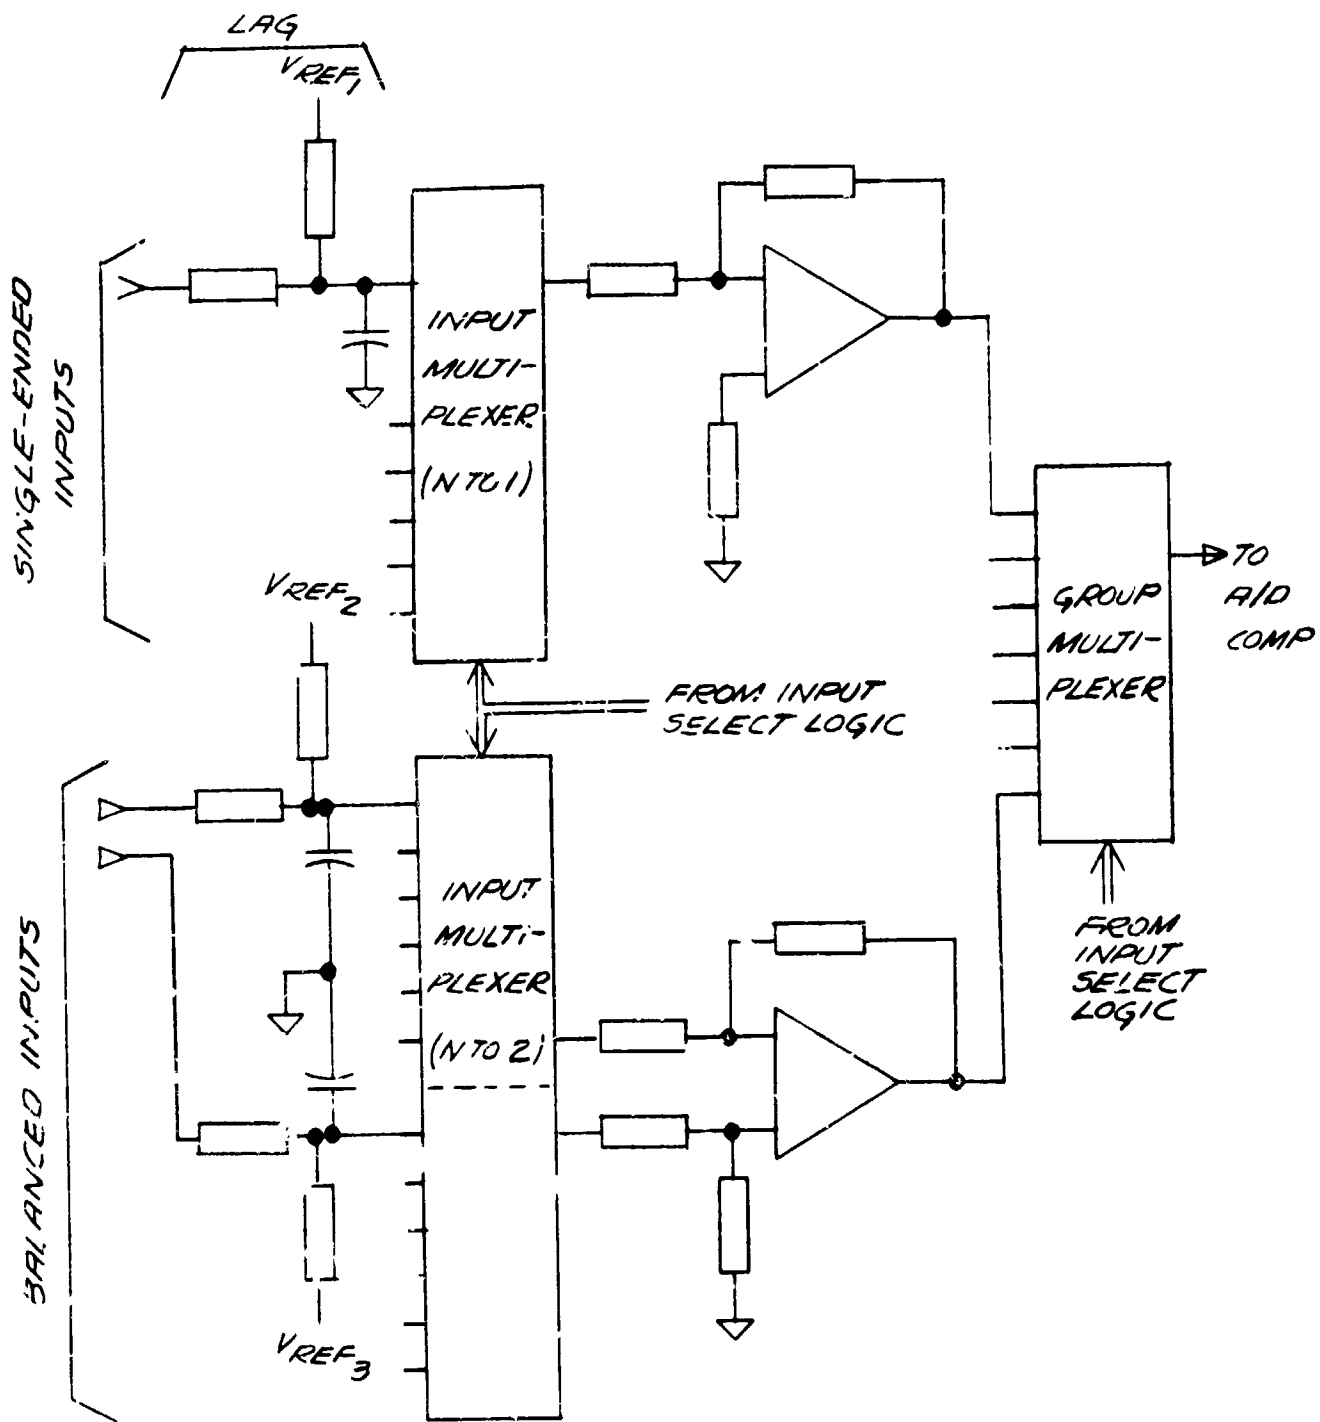 LAG
VREF1
SINGLE-ENDED
INPUTS
INPUT
MULTI-
PLEXER
(N TO 1)
VREF2
FROM INPUT
SELECT LOGIC
GROUP
MULTI-
PLEXER
TO
A/D
COMP
FROM
INPUT
SELECT
LOGIC
BALANCED INPUTS
INPUT
MULTI-
PLEXER
(N TO 2)
VREF3